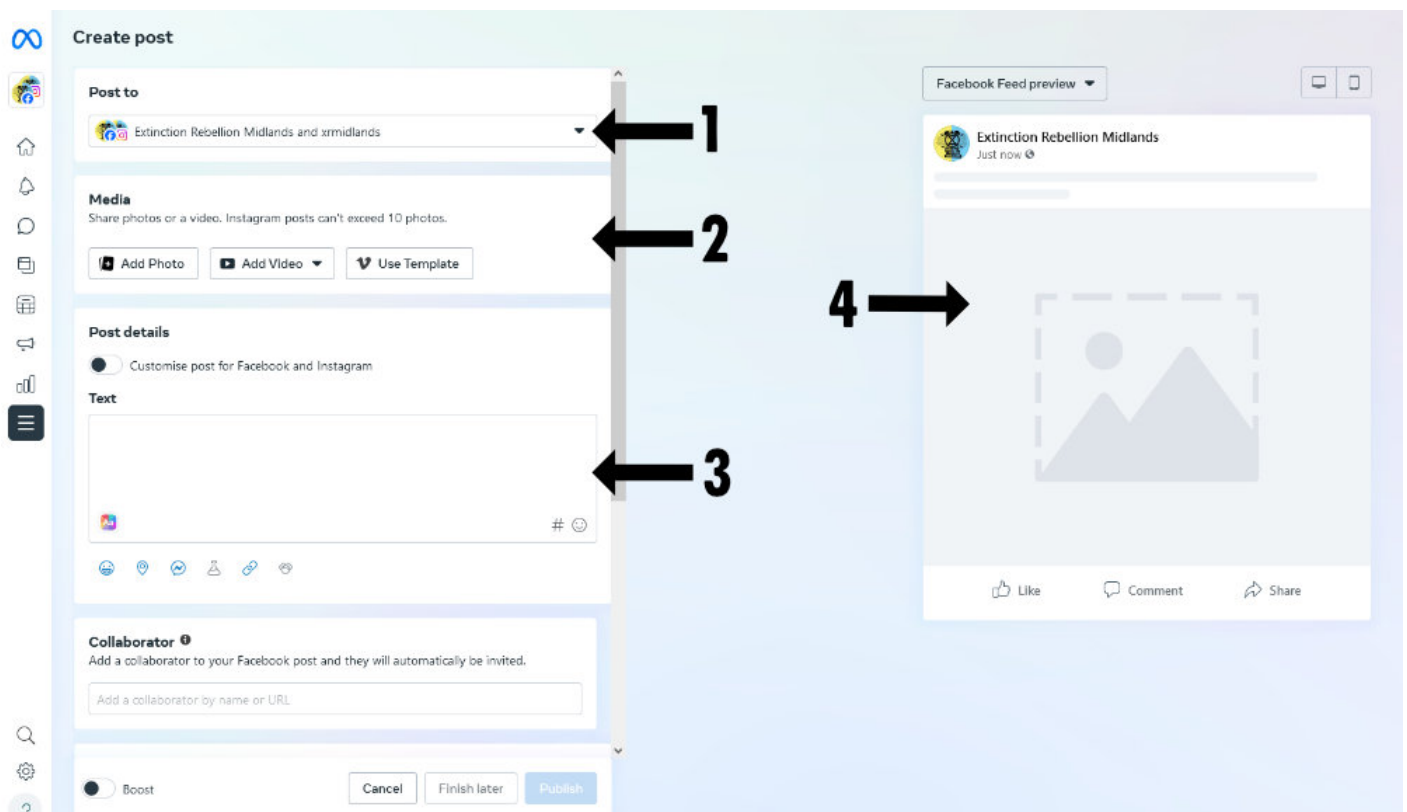 Create post
Post to
Extinction Rebellion Midlands and xrmidlands
1
Media
Share photos or a video. Instagram posts can't exceed 10 photos.
2
Add Photo
Add Video
Use Template
Post details
Customise post for Facebook and Instagram
Text
3
#
Collaborator
Add a collaborator to your Facebook post and they will automatically be invited.
Add a collaborator by name or URL
Boost
Cancel
Finish later
Publish
?
Facebook Feed preview
Extinction Rebellion Midlands
Just now
4
Like
Comment
Share